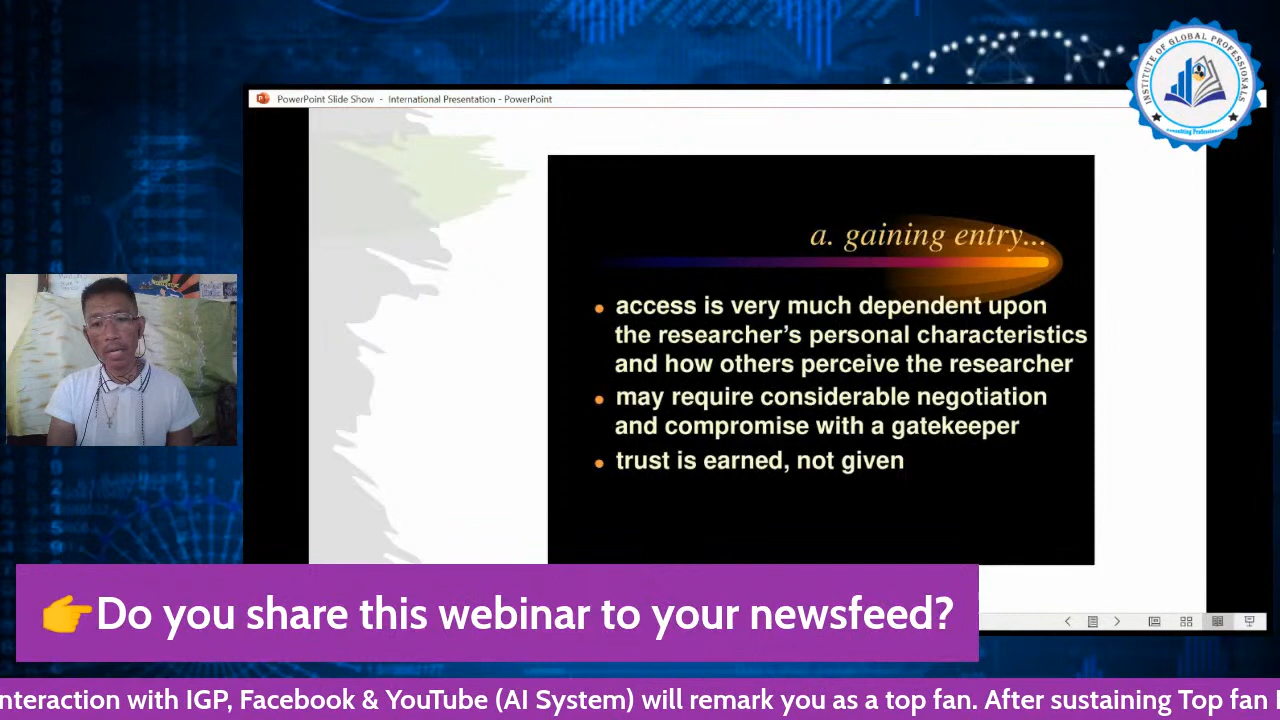 INSTITUTE OF GLOBAL PROFESSIONALS
Consulting Professionals
PowerPoint Slide Show - International Presentation - PowerPoint
a. gaining entry...
• access is very much dependent upon
the researcher's personal characteristics
and how others perceive the researcher
• may require considerable negotiation
and compromise with a gatekeeper
• trust is earned, not given
👉Do you share this webinar to your newsfeed?
nteraction with IGP, Facebook & YouTube (AI System) will remark you as a top fan. After sustaining Top fan